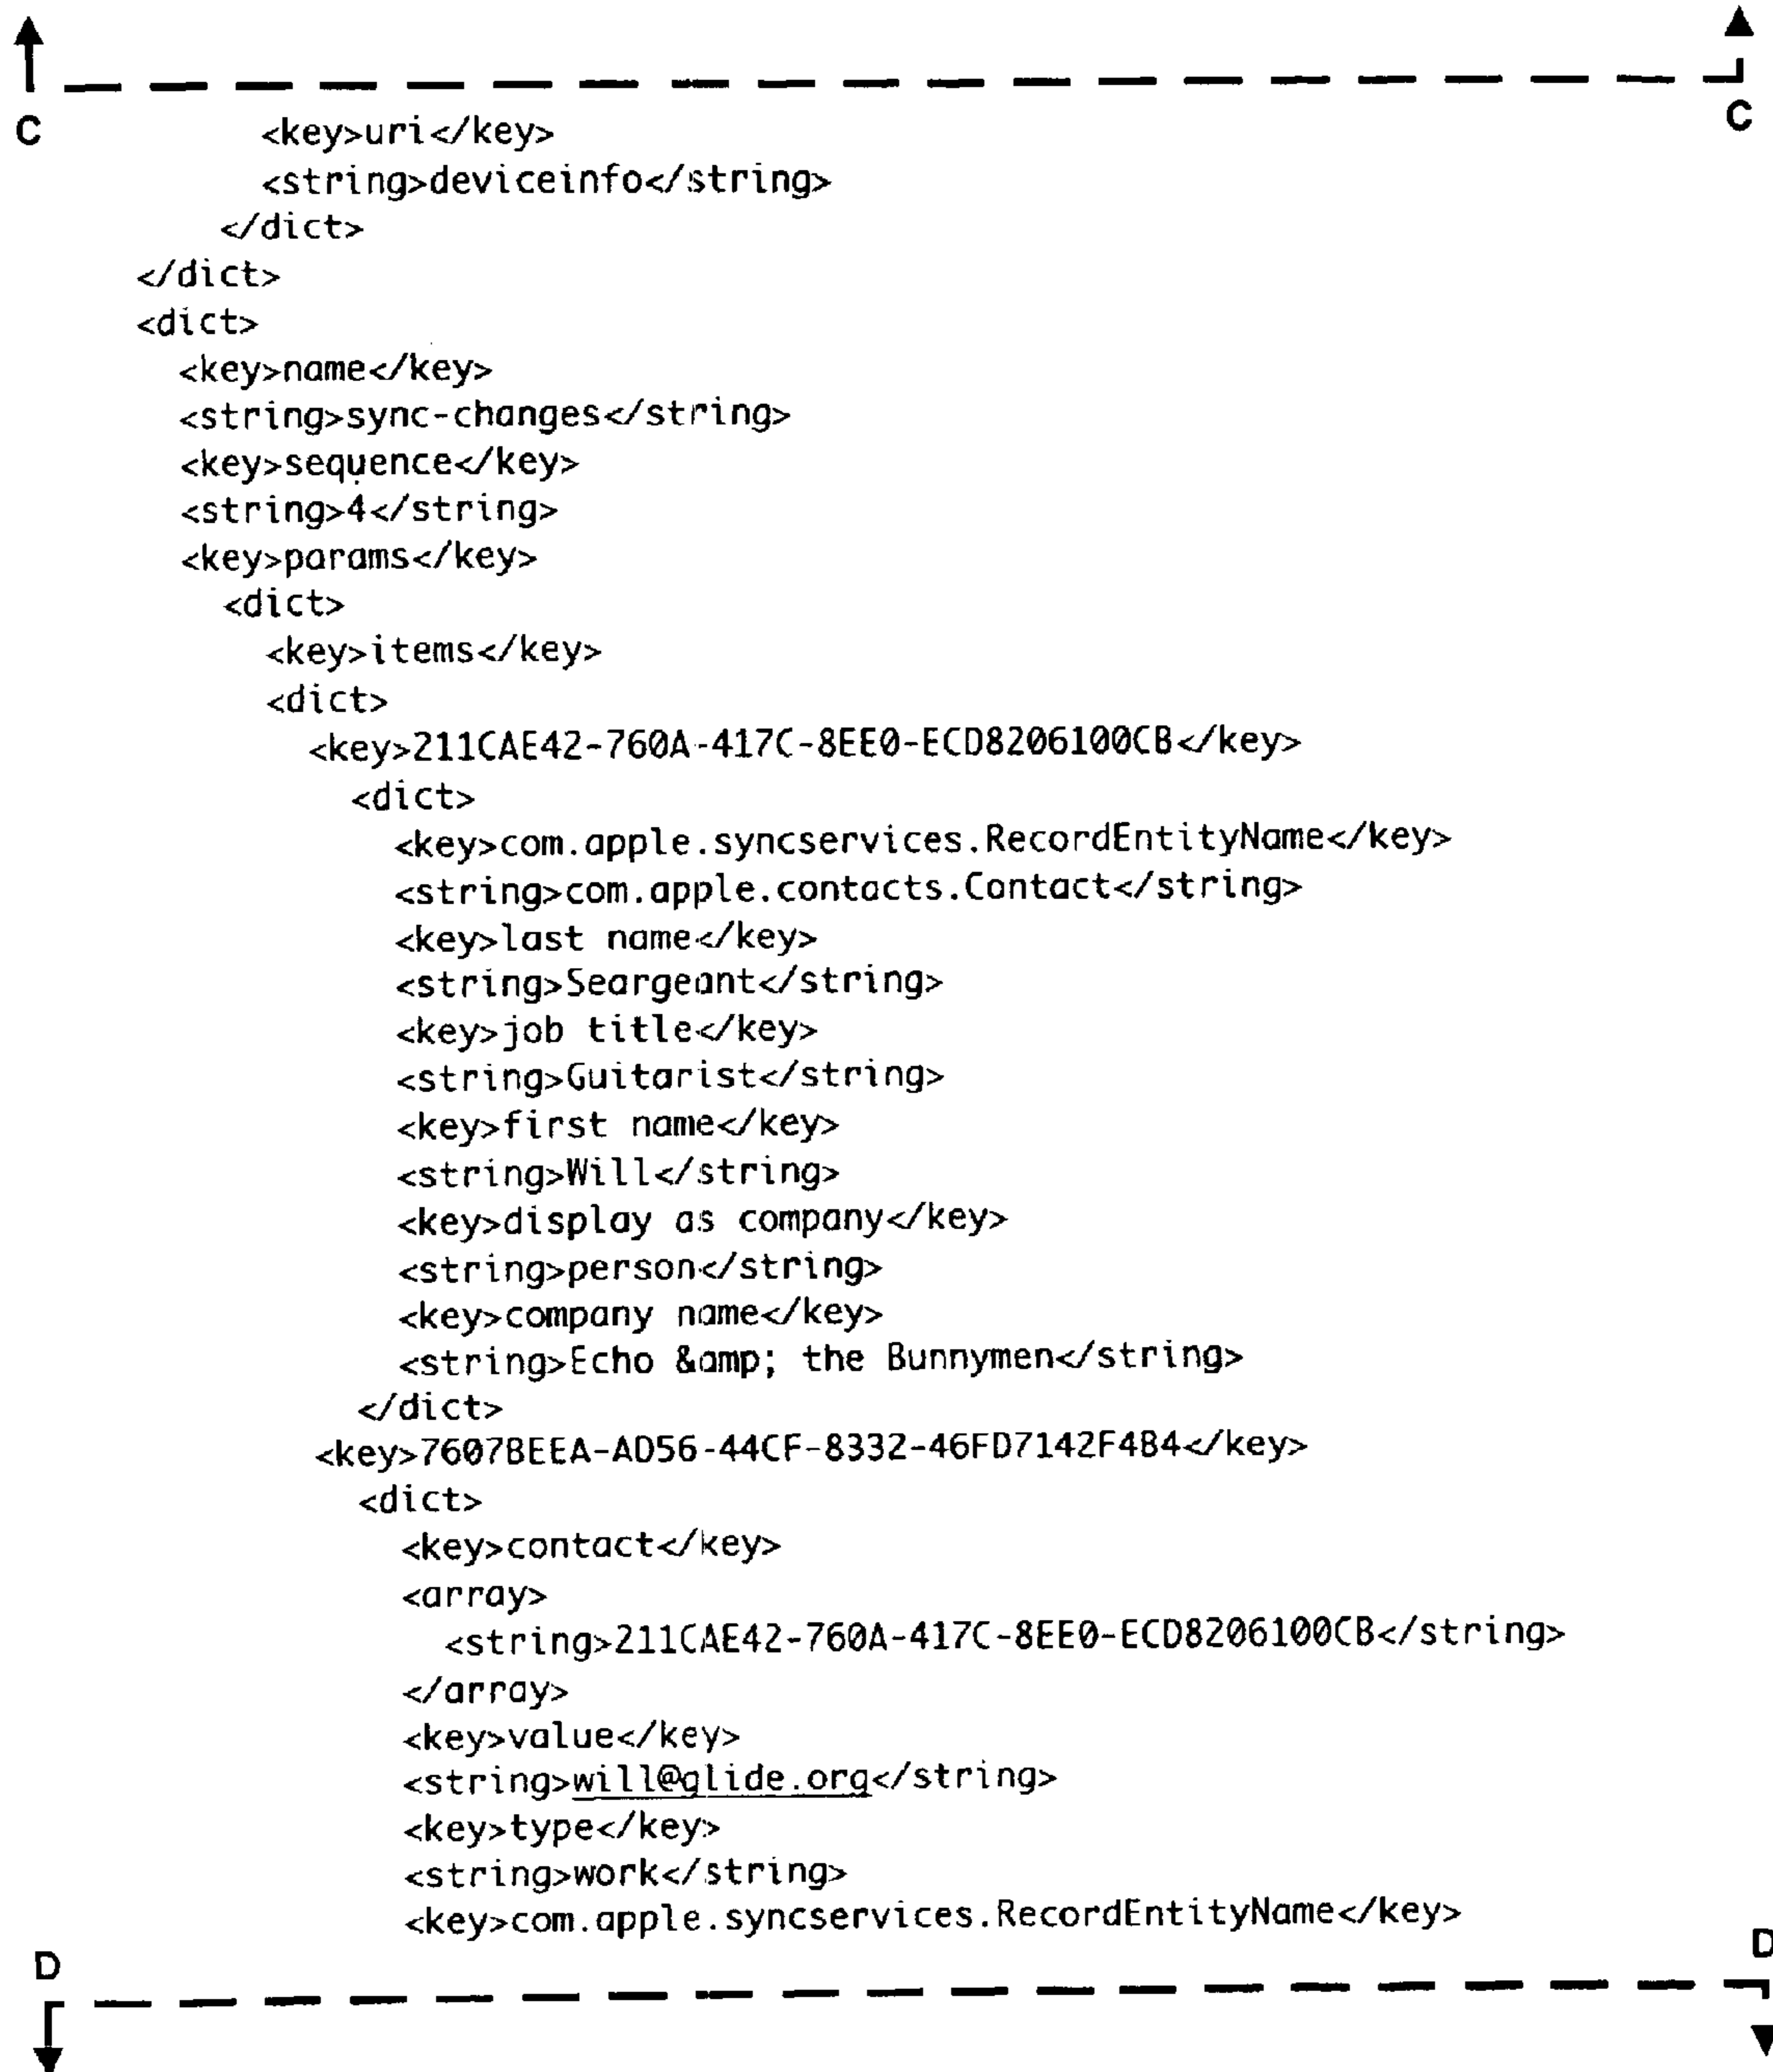 C C
<key>uri</key>
<string>deviceinfo</string>
</dict>
</dict>
<dict>
<key>name</key>
<string>sync-changes</string>
<key>sequence</key>
<string>4</string>
<key>params</key>
<dict>
<key>items</key>
<dict>
<key>211CAE42-760A-417C-8EE0-ECD8206100CB</key>
<dict>
<key>com.apple.syncservices.RecordEntityName</key>
<string>com.apple.contacts.Contact</string>
<key>last name</key>
<string>Seargeant</string>
<key>job title</key>
<string>Guitarist</string>
<key>first name</key>
<string>Will</string>
<key>display as company</key>
<string>person</string>
<key>company name</key>
<string>Echo &amp; the Bunnymen</string>
</dict>
<key>7607BEEA-AD56-44CF-8332-46FD7142F4B4</key>
<dict>
<key>contact</key>
<array>
<string>211CAE42-760A-417C-8EE0-ECD8206100CB</string>
</array>
<key>value</key>
<string>will@glide.org</string>
<key>type</key>
<string>work</string>
<key>com.apple.syncservices.RecordEntityName</key>
D D